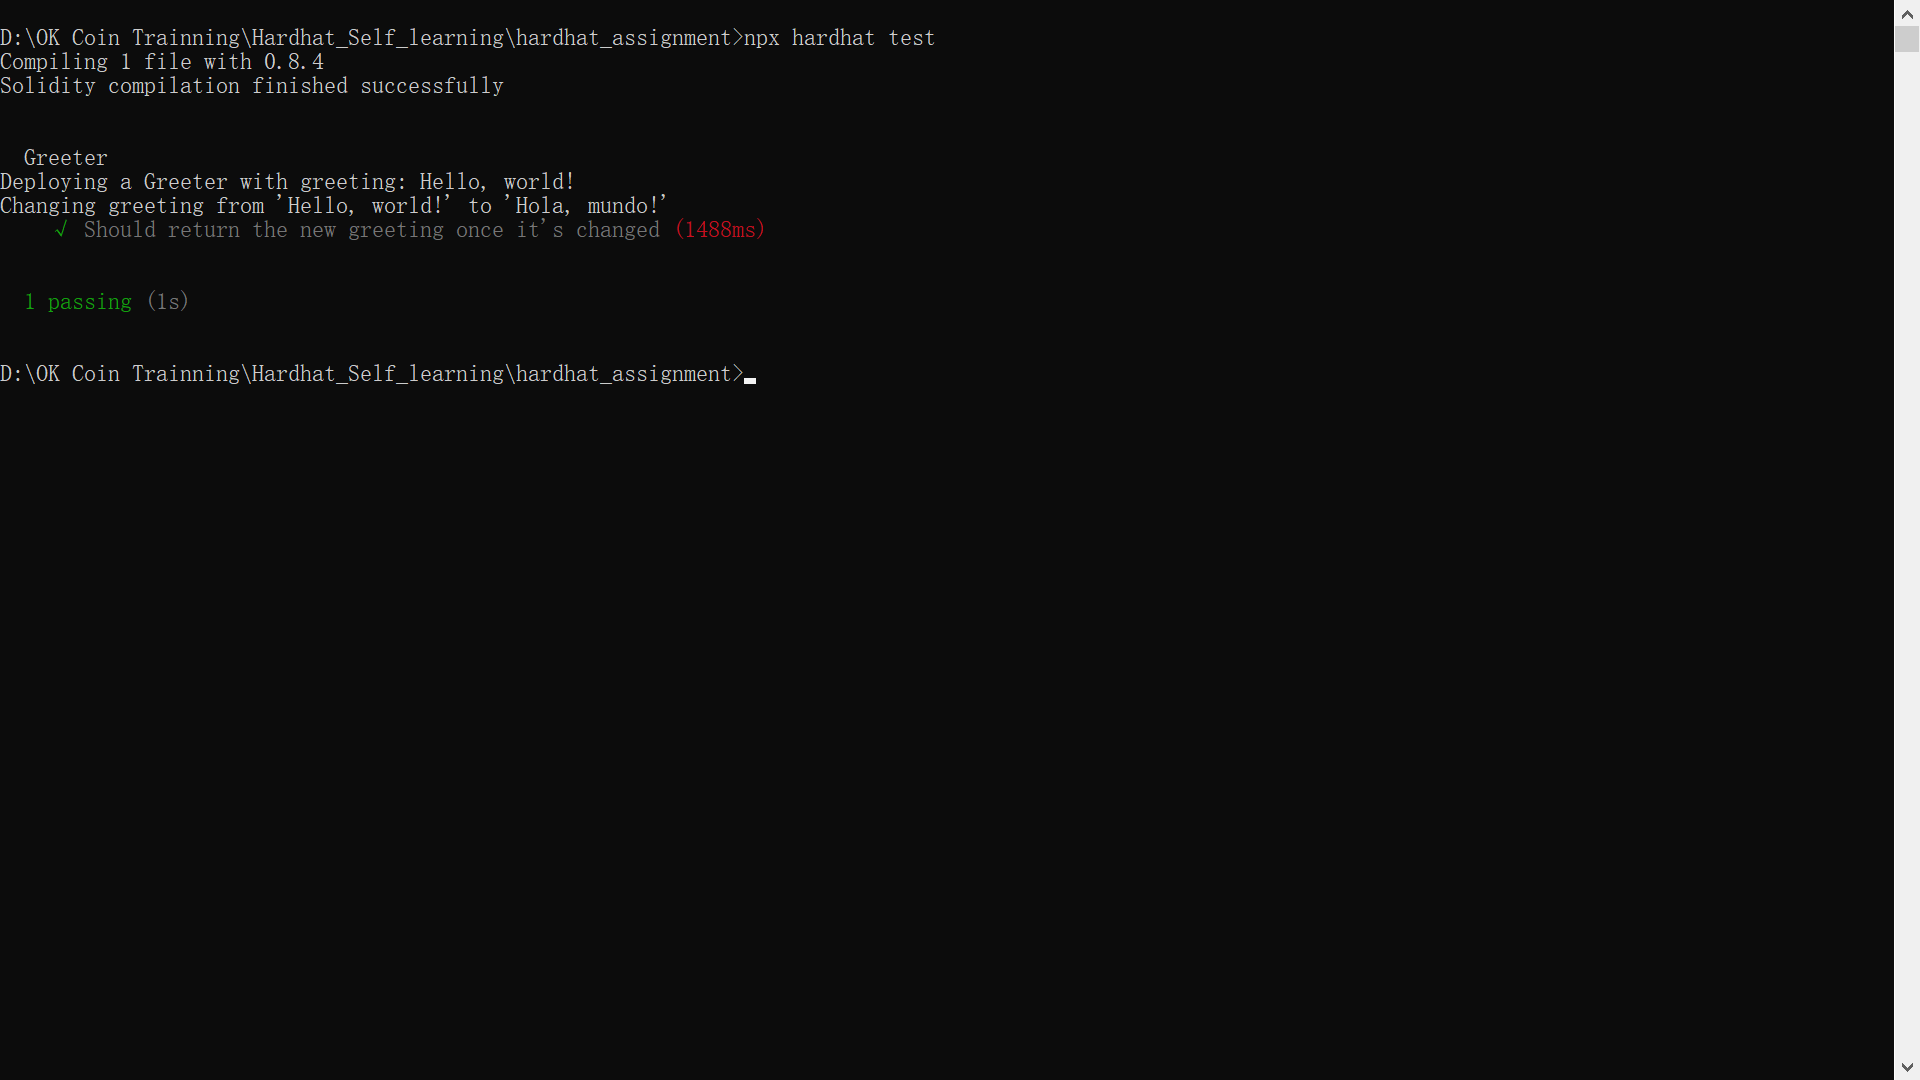 D:\OK Coin Trainning\Hardhat_Self_learning\hardhat_assignment>npx hardhat test
Compiling 1 file with 0.8.4
Solidity compilation finished successfully
Greeter
Deploying a Greeter with greeting: Hello, world!
Changing greeting from 'Hello, world!' to 'Hola, mundo!'
√ Should return the new greeting once it's changed (1488ms)
1 passing (1s)
D:\OK Coin Trainning\Hardhat_Self_learning\hardhat_assignment>